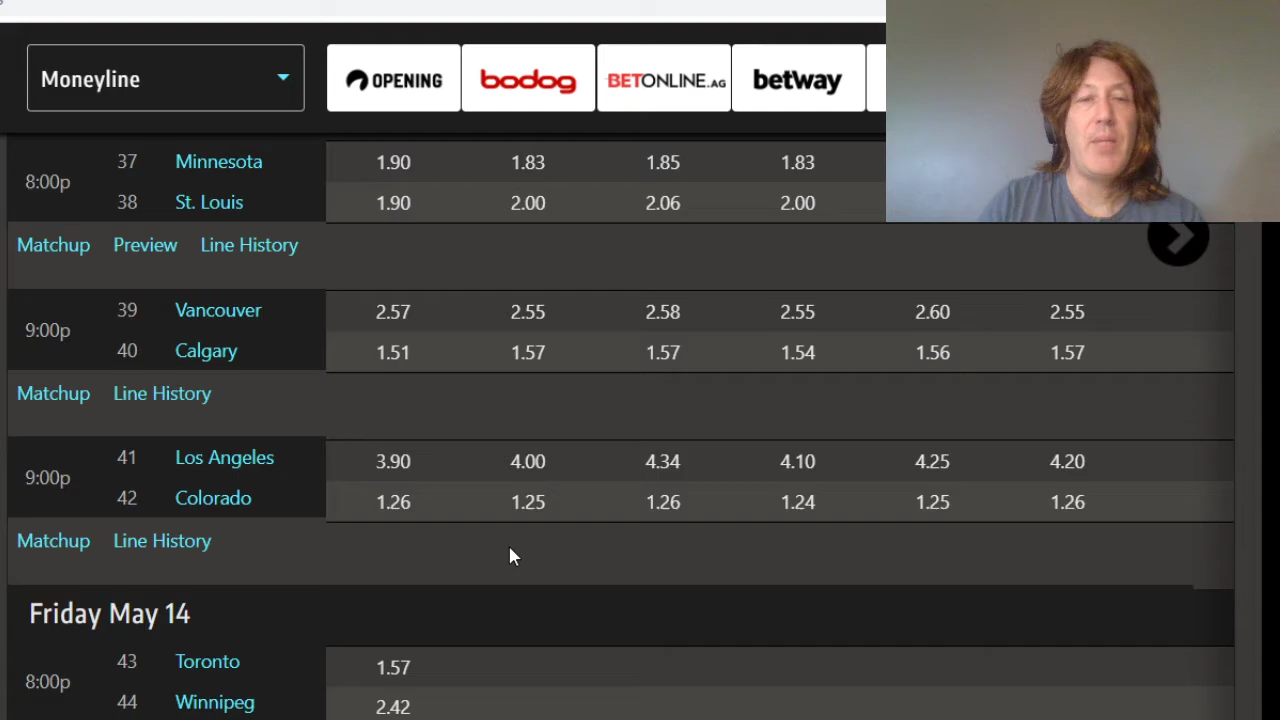 Moneyline OPENING bodog BETONLINE.AG betway
8:00p 37 Minnesota 1.90 1.83 1.85 1.83
38 St. Louis 1.90 2.00 2.06 2.00
Matchup Preview Line History
9:00p 39 Vancouver 2.57 2.55 2.58 2.55 2.60 2.55
40 Calgary 1.51 1.57 1.57 1.54 1.56 1.57
Matchup Line History
9:00p 41 Los Angeles 3.90 4.00 4.34 4.10 4.25 4.20
42 Colorado 1.26 1.25 1.26 1.24 1.25 1.26
Matchup Line History
Friday May 14
8:00p 43 Toronto 1.57
44 Winnipeg 2.42